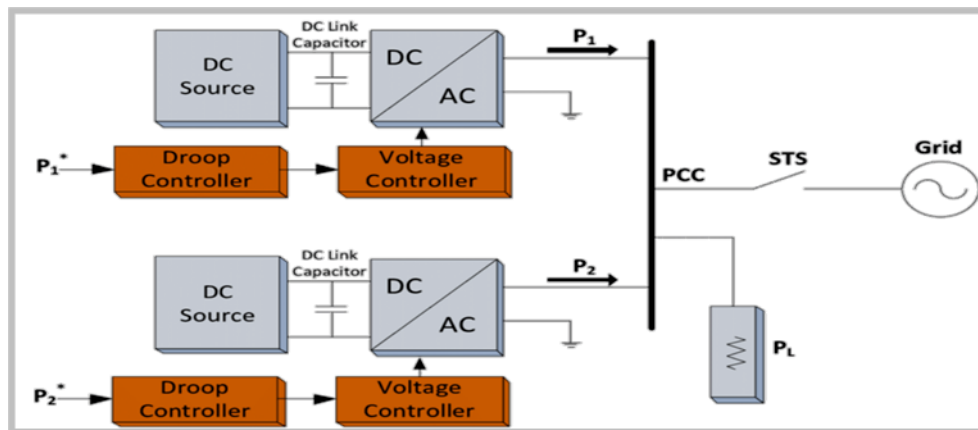 DC Source
DC Link
Capacitor
DC
AC
P1
P1*
Droop
Controller
Voltage
Controller
PCC
STS
Grid
DC Source
DC Link
Capacitor
DC
AC
P2
PL
P2*
Droop
Controller
Voltage
Controller